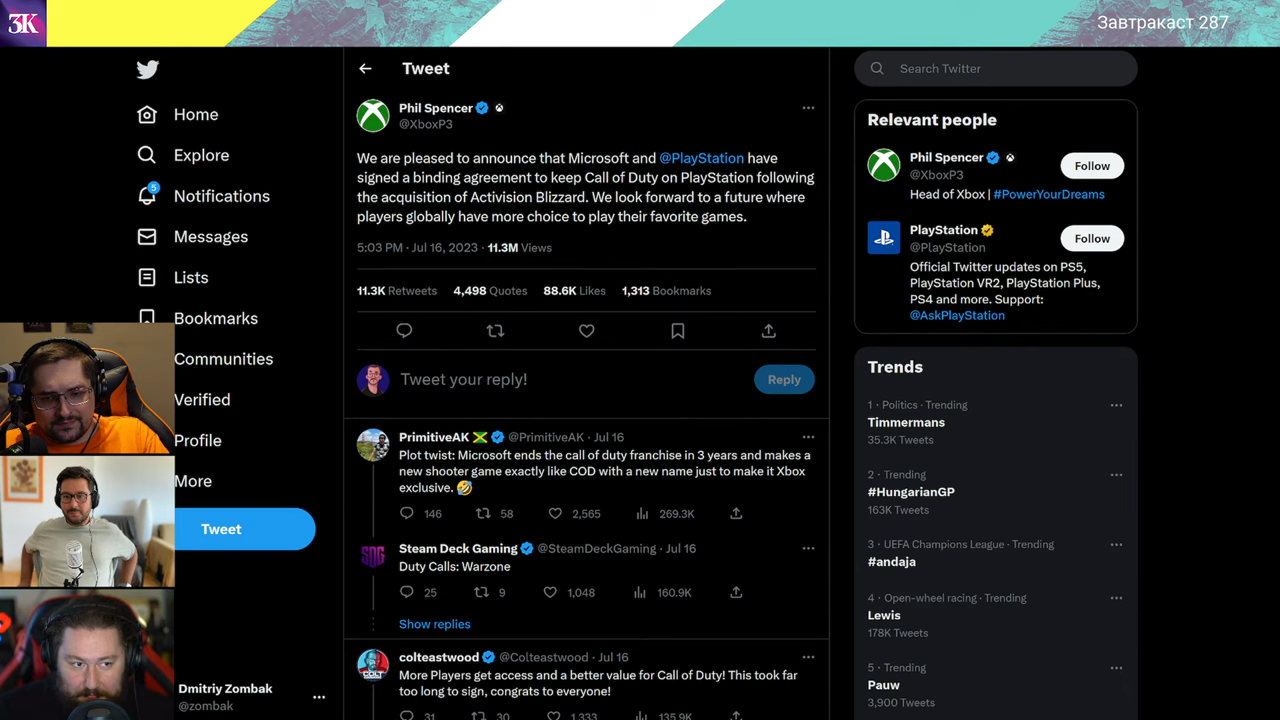 3K
Завтракаст 287
Home
Explore
5
Notifications
Messages
Lists
Bookmarks
Communities
Verified
Profile
More
Tweet
Dmitriy Zombak
@zombak
Tweet
Phil Spencer
@XboxP3
We are pleased to announce that Microsoft and @PlayStation have
signed a binding agreement to keep Call of Duty on PlayStation following
the acquisition of Activision Blizzard. We look forward to a future where
players globally have more choice to play their favorite games.
5:03 PM · Jul 16, 2023 · 11.3M Views
11.3K Retweets 4,498 Quotes 88.6K Likes 1,313 Bookmarks
Tweet your reply!
Reply
PrimitiveAK @PrimitiveAK · Jul 16
Plot twist: Microsoft ends the call of duty franchise in 3 years and makes a
new shooter game exactly like COD with a new name just to make it Xbox
exclusive. 🤣
146 58 2,565 269.3K
SDG
Steam Deck Gaming @SteamDeckGaming · Jul 16
Duty Calls: Warzone
25 9 1,048 160.9K
Show replies
COLT
colteastwood @Colteastwood · Jul 16
More Players get access and a better value for Call of Duty! This took far
too long to sign, congrats to everyone!
31 30 1,333 135.9K
Search Twitter
Relevant people
Phil Spencer
@XboxP3
Follow
Head of Xbox | #PowerYourDreams
PlayStation
@PlayStation
Follow
Official Twitter updates on PS5,
PlayStation VR2, PlayStation Plus,
PS4 and more. Support:
@AskPlayStation
Trends
1 · Politics · Trending
Timmermans
35.3K Tweets
2 · Trending
#HungarianGP
163K Tweets
3 · UEFA Champions League · Trending
#andaja
4 · Open-wheel racing · Trending
Lewis
178K Tweets
5 · Trending
Pauw
3,900 Tweets